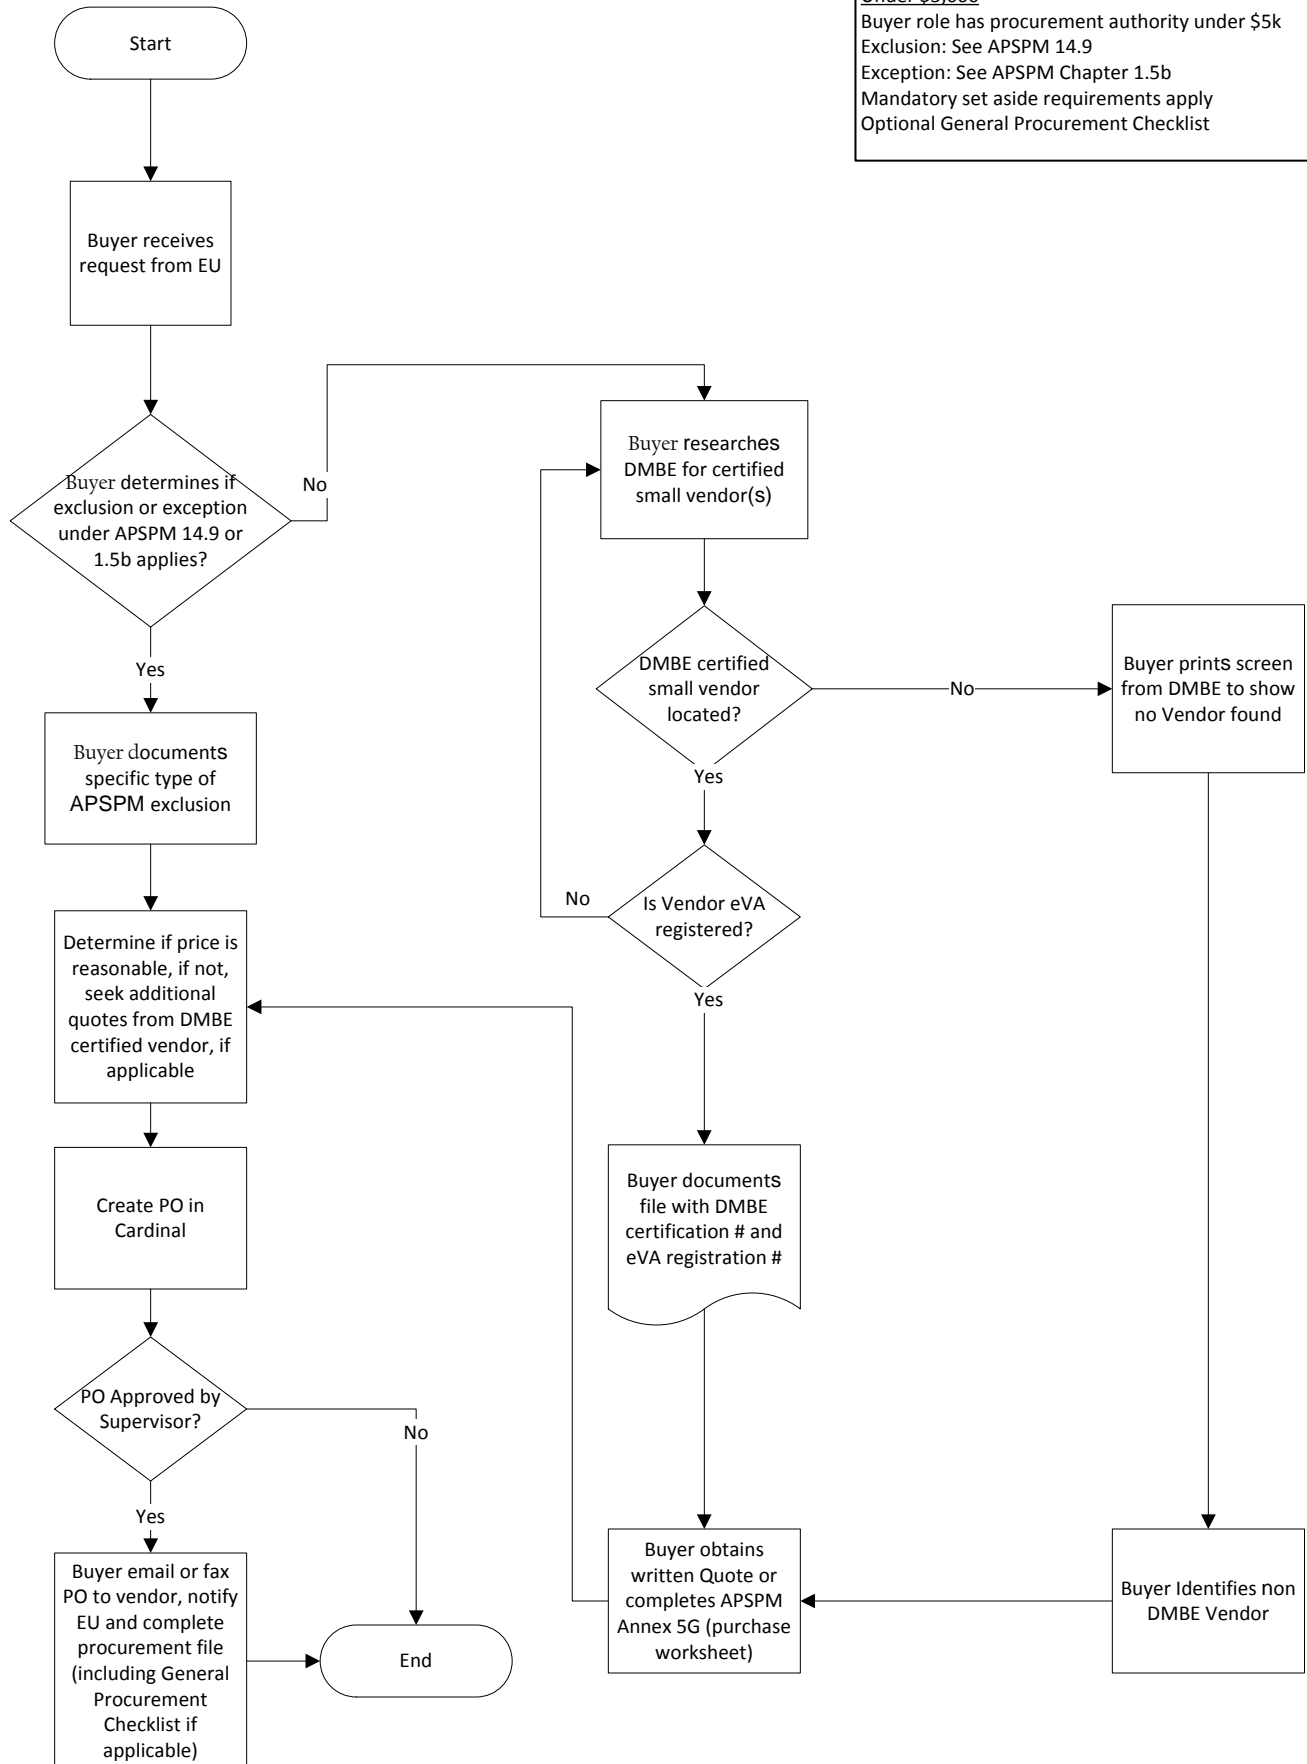 Under $5,000
Buyer role has procurement authority under $5k
Exclusion: See APSPM 14.9
Exception: See APSPM Chapter 1.5b
Mandatory set aside requirements apply
Optional General Procurement Checklist
Start
Buyer receives
request from EU
Buyer determines if
exclusion or exception
under APSPM 14.9 or
1.5b applies?
No
Yes
Buyer documents
specific type of
APSPM exclusion
Determine if price is
reasonable, if not,
seek additional
quotes from DMBE
certified vendor, if
applicable
Create PO in
Cardinal
PO Approved by
Supervisor?
No
Yes
Buyer email or fax
PO to vendor, notify
EU and complete
procurement file
(including General
Procurement
Checklist if
applicable)
End
Buyer researches
DMBE for certified
small vendor(s)
DMBE certified
small vendor
located?
No
Yes
Is Vendor eVA
registered?
No
Yes
Buyer documents
file with DMBE
certification # and
eVA registration #
Buyer obtains
written Quote or
completes APSPM
Annex 5G (purchase
worksheet)
Buyer prints screen
from DMBE to show
no Vendor found
Buyer Identifies non
DMBE Vendor